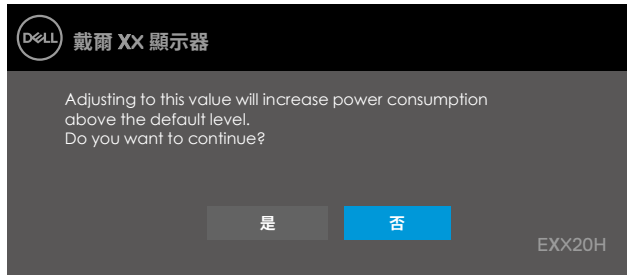 DELL
戴爾 XX 顯示器
Adjusting to this value will increase power consumption
above the default level.
Do you want to continue?
是
否
EXX20H